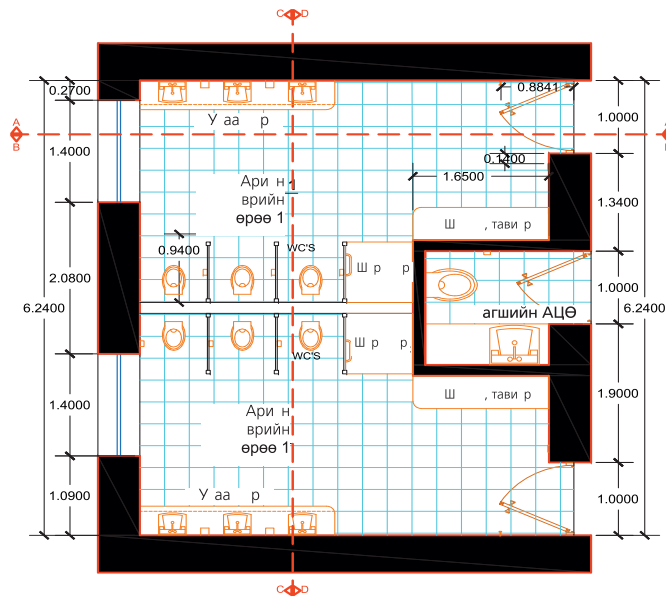 C D
0.2700
0.8841
У аа р
A
B
1.0000
1.4000
0.1400
1.6500
Ари н
врийн
өрөө 1
1
1.3400
Ш , тави р
0.9400
WC'S
Ш р р
2.0800
1.0000
6.2400
6.2400
агшийн АЦӨ
Ш р р
WC'S
1.9000
1.4000
Ш , тави р
Ари н
врийн
өрөө 1
У аа р
1.0900
1.0000
C D